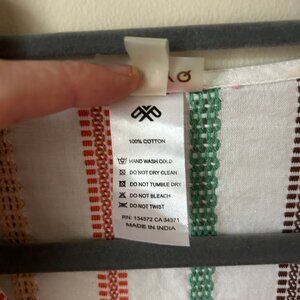 100% COTTON
HAND WASH COLD
DO NOT DRY CLEAN
DO NOT TUMBLE DRY
DO NOT BLEACH
DO NOT TWIST
RN: 134572 CA 34371
MADE IN INDIA